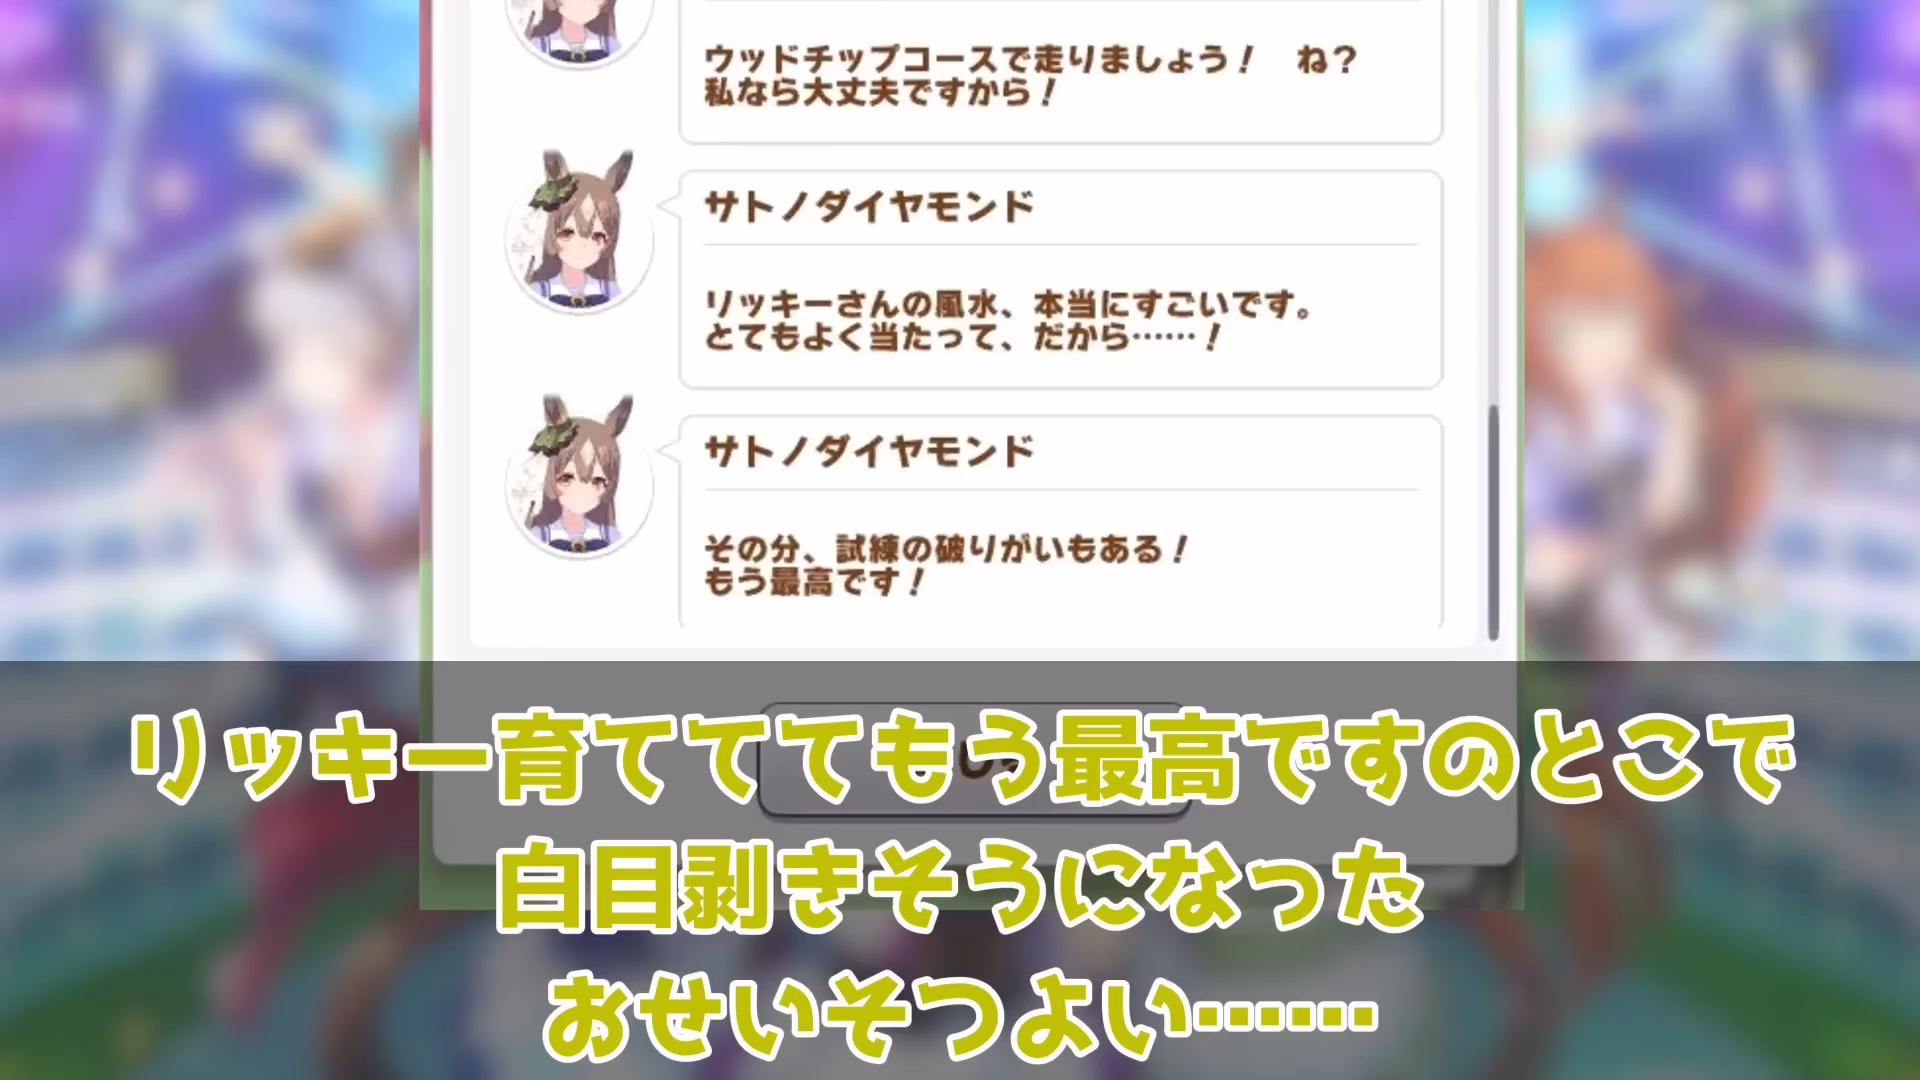 ウッドチップコースで走りましょう！　ね？
私なら大丈夫ですから！
サトノダイヤモンド
リッキーさんの風水、本当にすごいです。
とてもよく当たって、だから……！
サトノダイヤモンド
その分、試練の破りがいもある！
もう最高です！
リッキー育てててもう最高ですのとこで
白目剥きそうになった
おせいそつよい……